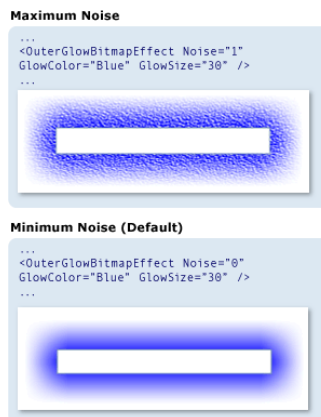 Maximum Noise
...
<OuterGlowBitmapEffect Noise="1"
GlowColor="Blue" GlowSize="30" />
...
Minimum Noise (Default)
...
<OuterGlowBitmapEffect Noise="0"
GlowColor="Blue" GlowSize="30" />
...